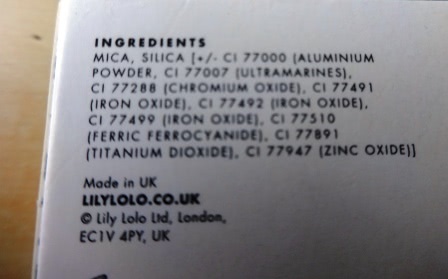 INGREDIENTS
MICA, SILICA [+/- CI 77000 (ALUMINIUM
POWDER, CI 77007 (ULTRAMARINES),
CI 77288 (CHROMIUM OXIDE), CI 77491
(IRON OXIDE), CI 77492 (IRON OXIDE),
CI 77499 (IRON OXIDE), CI 77510
(FERRIC FERROCYANIDE), CI 77891
(TITANIUM DIOXIDE), CI 77947 (ZINC OXIDE)]
Made in UK
LILYLOLO.CO.UK
© Lily Lolo Ltd, London,
EC1V 4PY, UK